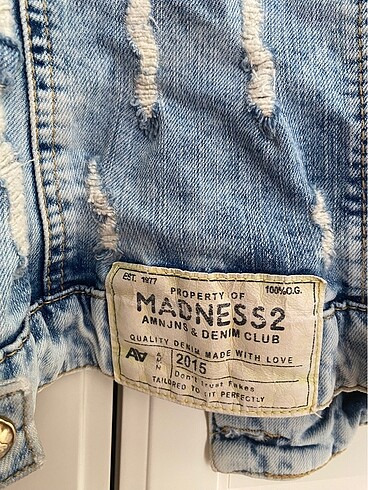 EST. 1977
100%O.G.
PROPERTY OF
MADNESS2
AMNJNS & DENIM CLUB
QUALITY DENIM MADE WITH LOVE
2015
Don't trust Fakes
TAILORED TO FIT PERFECTLY